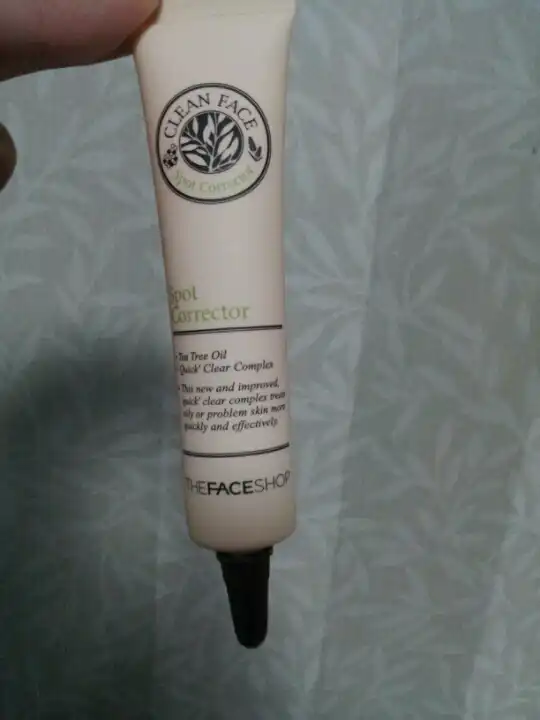 CLEAN FACE
Spot Corrector
Spot
Corrector
• Tea Tree Oil
Quick' Clear Complex
• This new and improved,
quick' clear complex treats
oily or problem skin more
quickly and effectively
THEFACESHOP